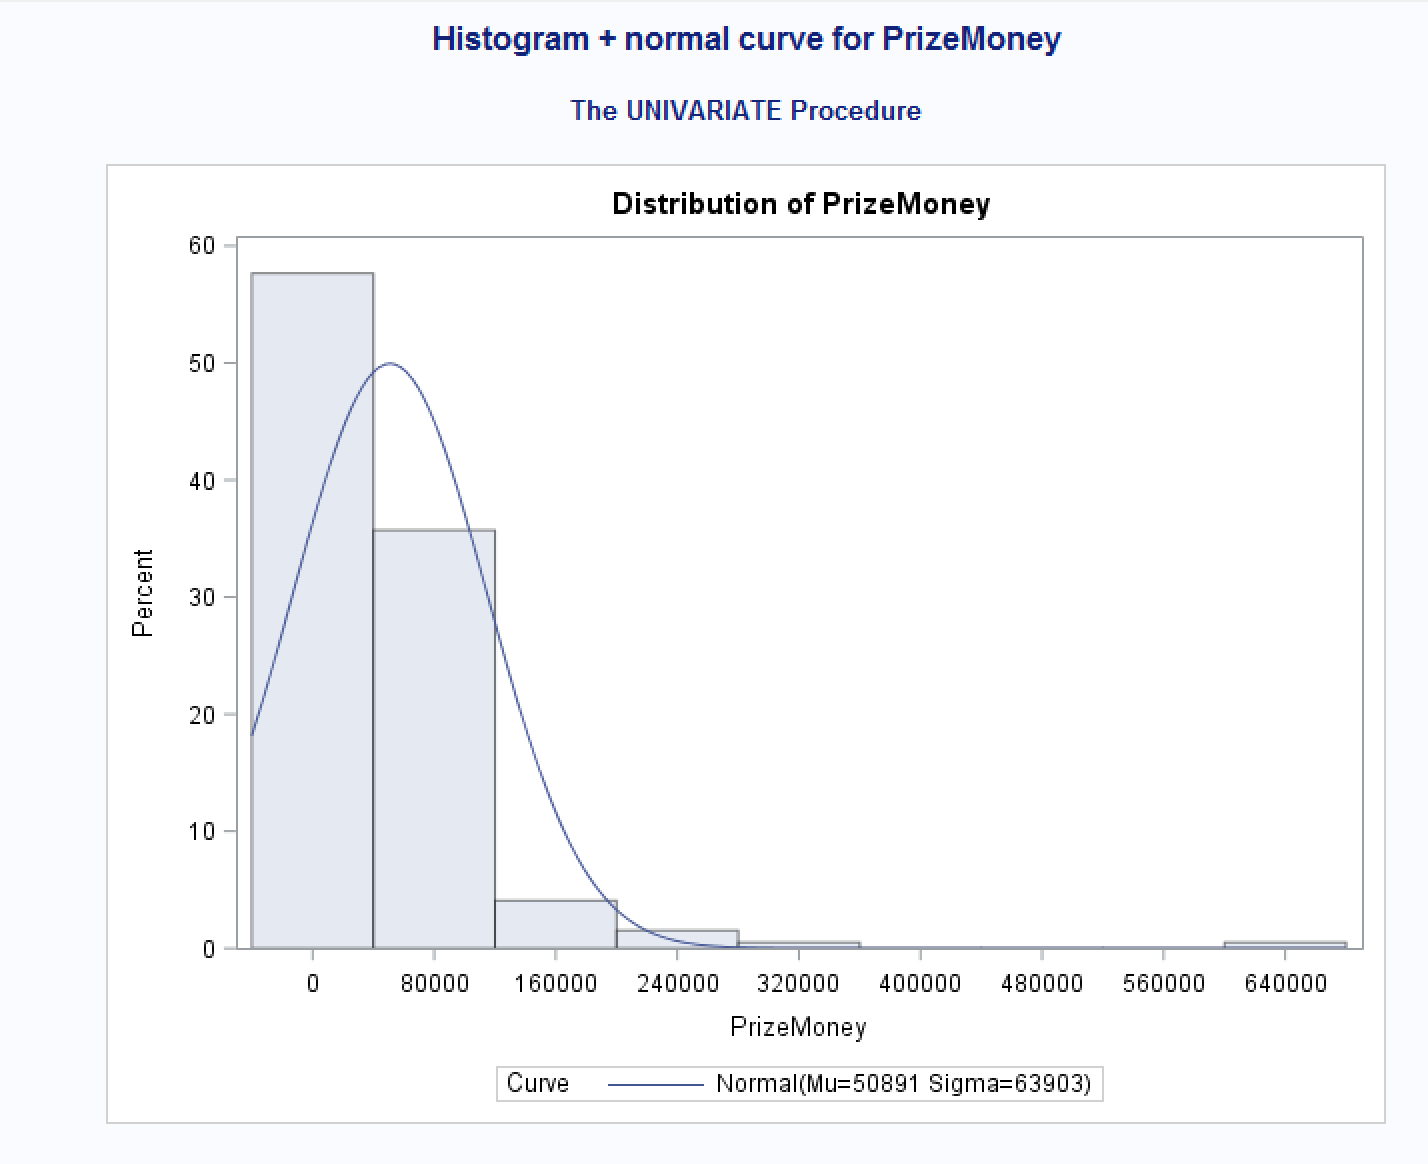 Histogram + normal curve for PrizeMoney
The UNIVARIATE Procedure
Distribution of PrizeMoney
60
50
40
30
20
10
0
Percent
0 80000 160000 240000 320000 400000 480000 560000 640000
PrizeMoney
Curve Normal(Mu=50891 Sigma=63903)